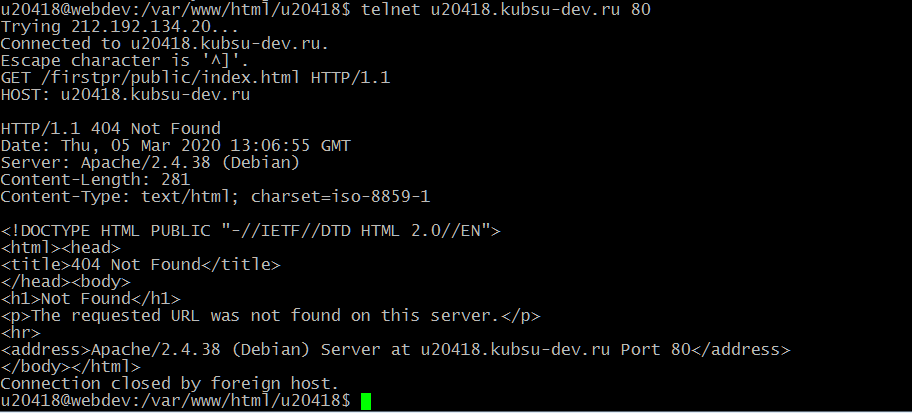 u20418@webdev:/var/www/html/u20418$ telnet u20418.kubsu-dev.ru 80
Trying 212.192.134.20...
Connected to u20418.kubsu-dev.ru.
Escape character is '^]'.
GET /firstpr/public/index.html HTTP/1.1
HOST: u20418.kubsu-dev.ru

HTTP/1.1 404 Not Found
Date: Thu, 05 Mar 2020 13:06:55 GMT
Server: Apache/2.4.38 (Debian)
Content-Length: 281
Content-Type: text/html; charset=iso-8859-1

<!DOCTYPE HTML PUBLIC "-//IETF//DTD HTML 2.0//EN">
<html><head>
<title>404 Not Found</title>
</head><body>
<h1>Not Found</h1>
<p>The requested URL was not found on this server.</p>
<hr>
<address>Apache/2.4.38 (Debian) Server at u20418.kubsu-dev.ru Port 80</address>
</body></html>
Connection closed by foreign host.
u20418@webdev:/var/www/html/u20418$